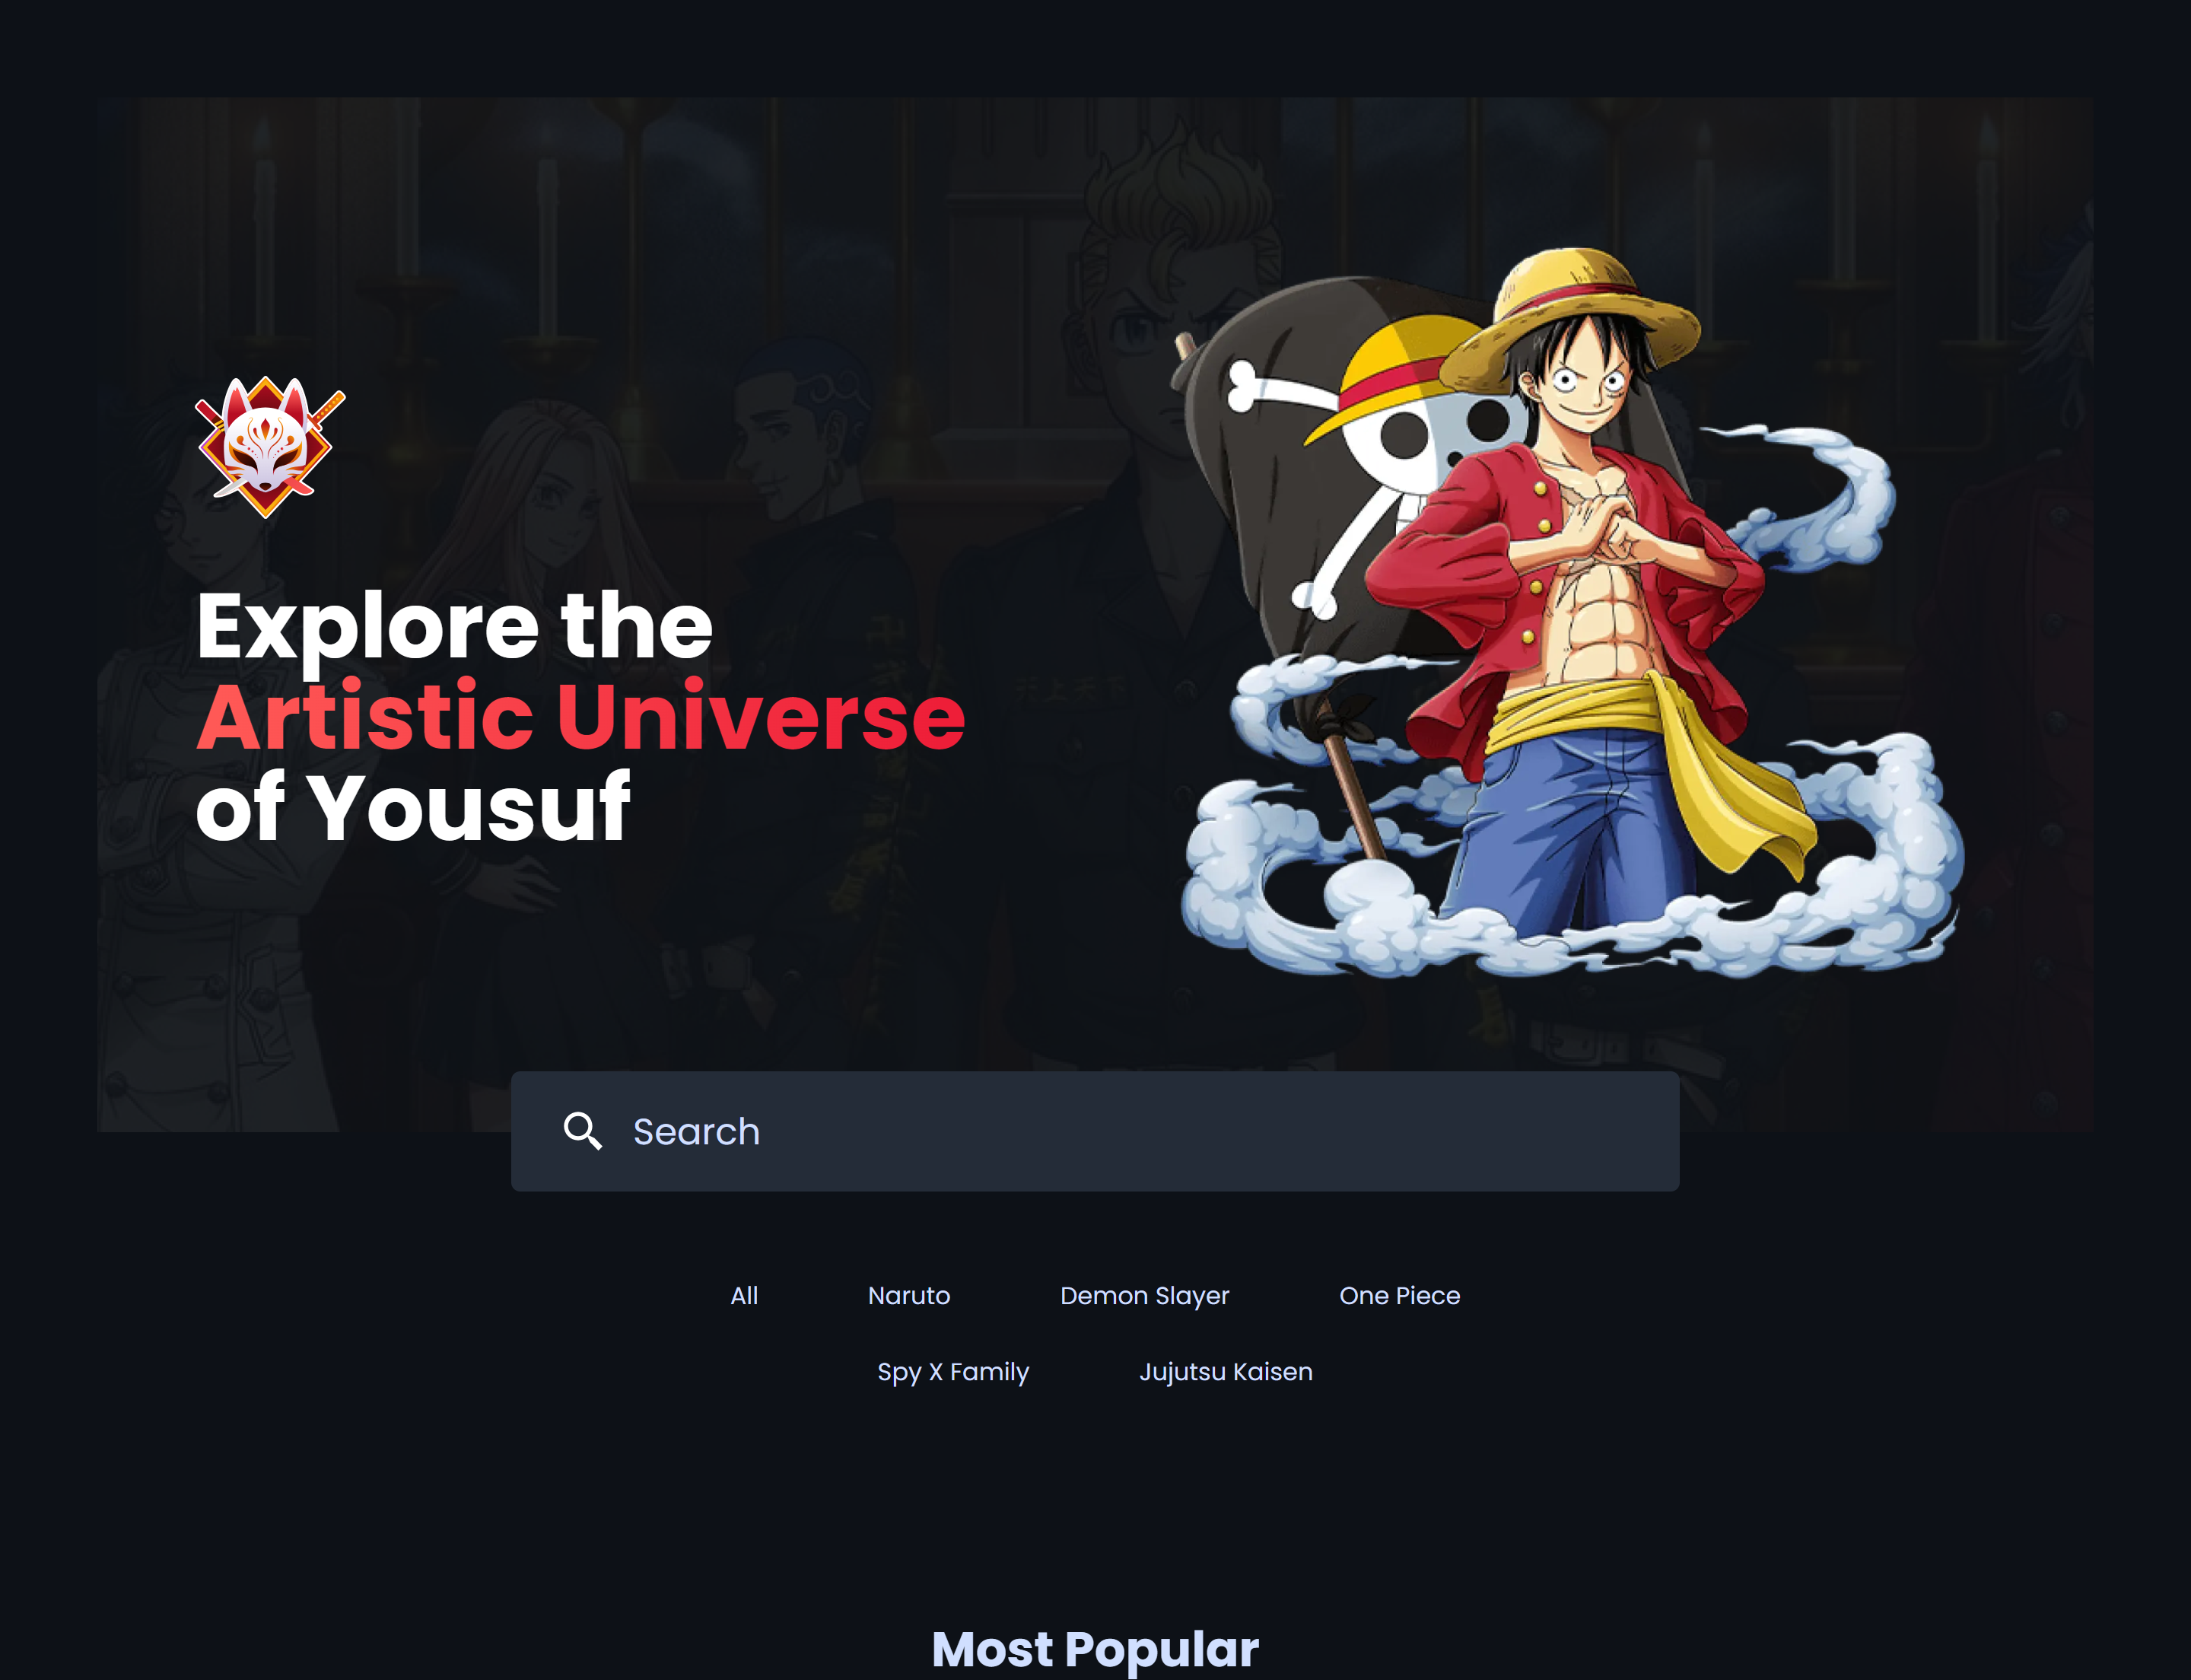 Explore the
Artistic Universe
of Yousuf
Search
All Naruto Demon Slayer One Piece
Spy X Family Jujutsu Kaisen
Most Popular